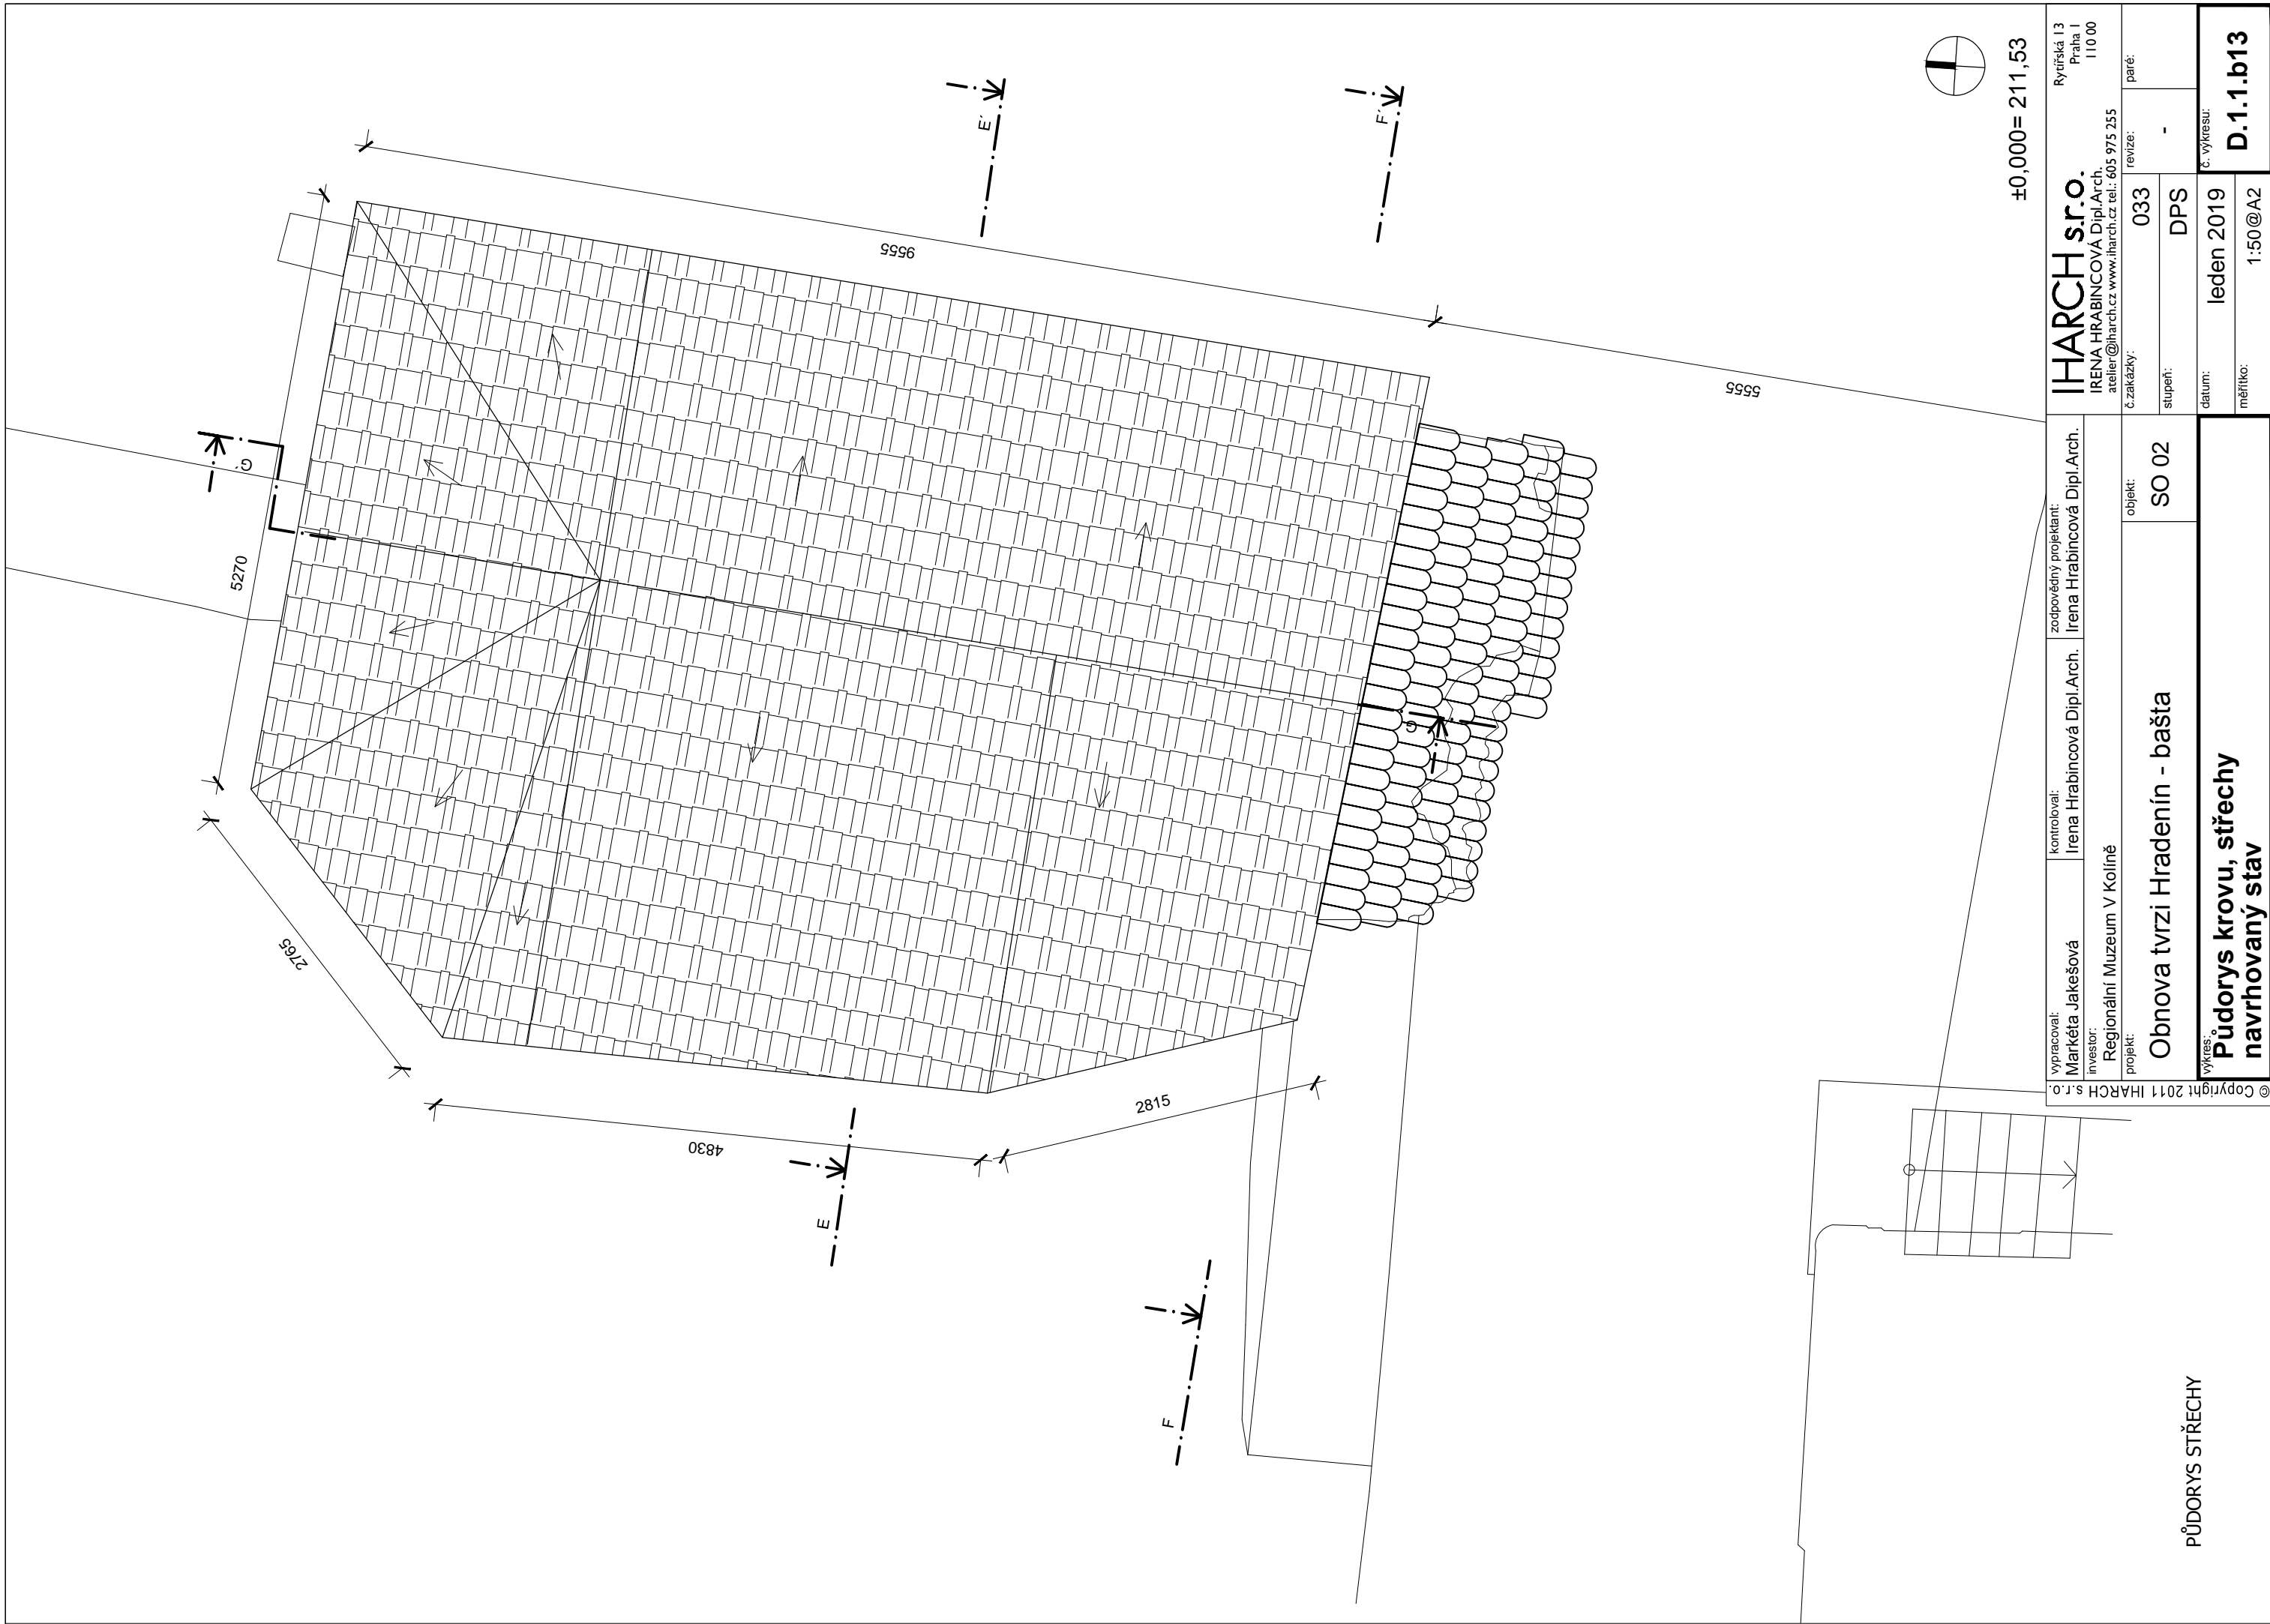 G´
E´
F´
5270
9555
5555
2765
4830
2815
G
E
F
±0,000= 211,53
PŮDORYS STŘECHY
© Copyright 2011 IHARCH s.r.o.
vypracoval:
Markéta Jakešová
kontroloval:
Irena Hrabincová Dipl.Arch.
zodpovědný projektant:
Irena Hrabincová Dipl.Arch.
investor:
Regionální Muzeum V Kolíně
projekt:
Obnova tvrzi Hradenín - bašta
objekt:
SO 02
výkres:
Půdorys krovu, střechy
navrhovaný stav
IHARCH s.r.o.
IRENA HRABINCOVÁ Dipl.Arch.
atelier@iharch.cz www.iharch.cz tel.: 605 975 255
Rytířská 13
Praha 1
110 00
č.zakázky:
033
revize:
-
paré:
stupeň:
DPS
datum:
leden 2019
měřítko:
1:50@A2
č. výkresu:
D.1.1.b13